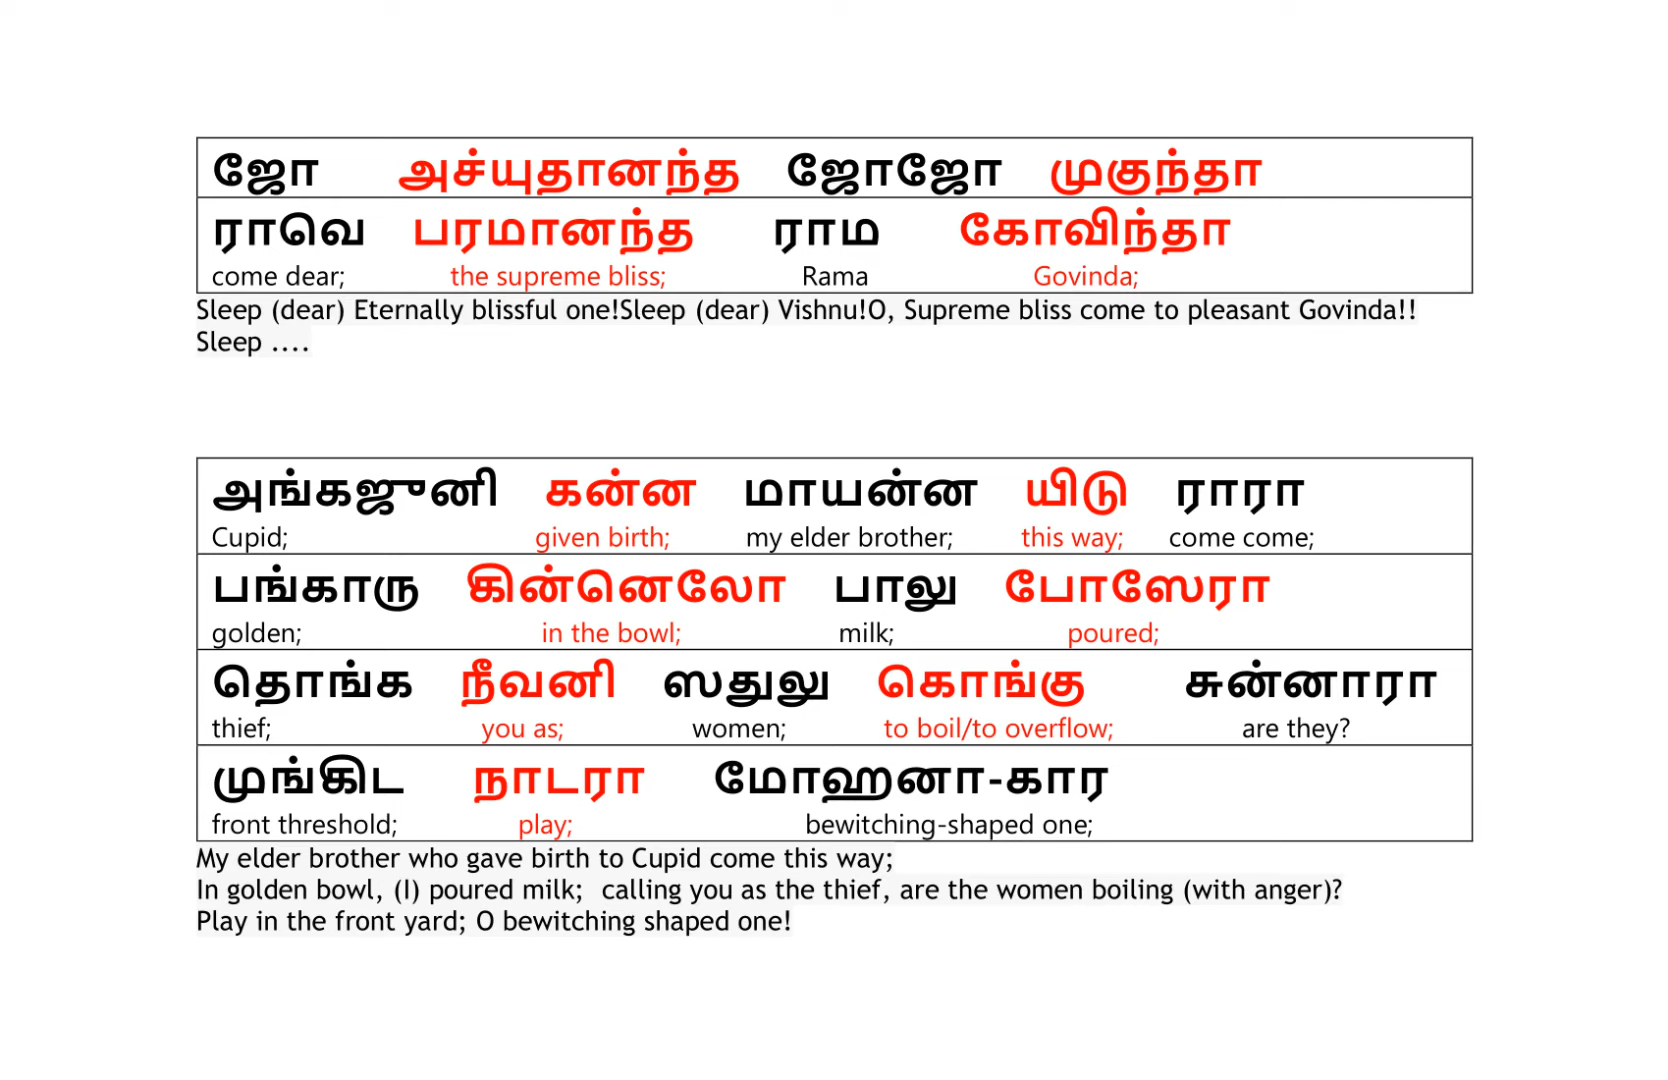 ஜோ அச்யுதானந்த ஜோஜோ முகுந்தா
ராவெ பரமானந்த ராம கோவிந்தா
come dear; the supreme bliss; Rama Govinda;
Sleep (dear) Eternally blissful one!Sleep (dear) Vishnu!O, Supreme bliss come to pleasant Govinda!!
Sleep ....
அங்கஜுனி கன்ன மாயன்ன யிடு ராரா
Cupid; given birth; my elder brother; this way; come come;
பங்காரு கின்னெலோ பாலு போஸேரா
golden; in the bowl; milk; poured;
தொங்க நீவனி ஸதுலு கொங்கு சுன்னாரா
thief; you as; women; to boil/to overflow; are they?
முங்கிட நாடரா மோஹனா-கார
front threshold; play; bewitching-shaped one;
My elder brother who gave birth to Cupid come this way;
In golden bowl, (I) poured milk; calling you as the thief, are the women boiling (with anger)?
Play in the front yard; O bewitching shaped one!